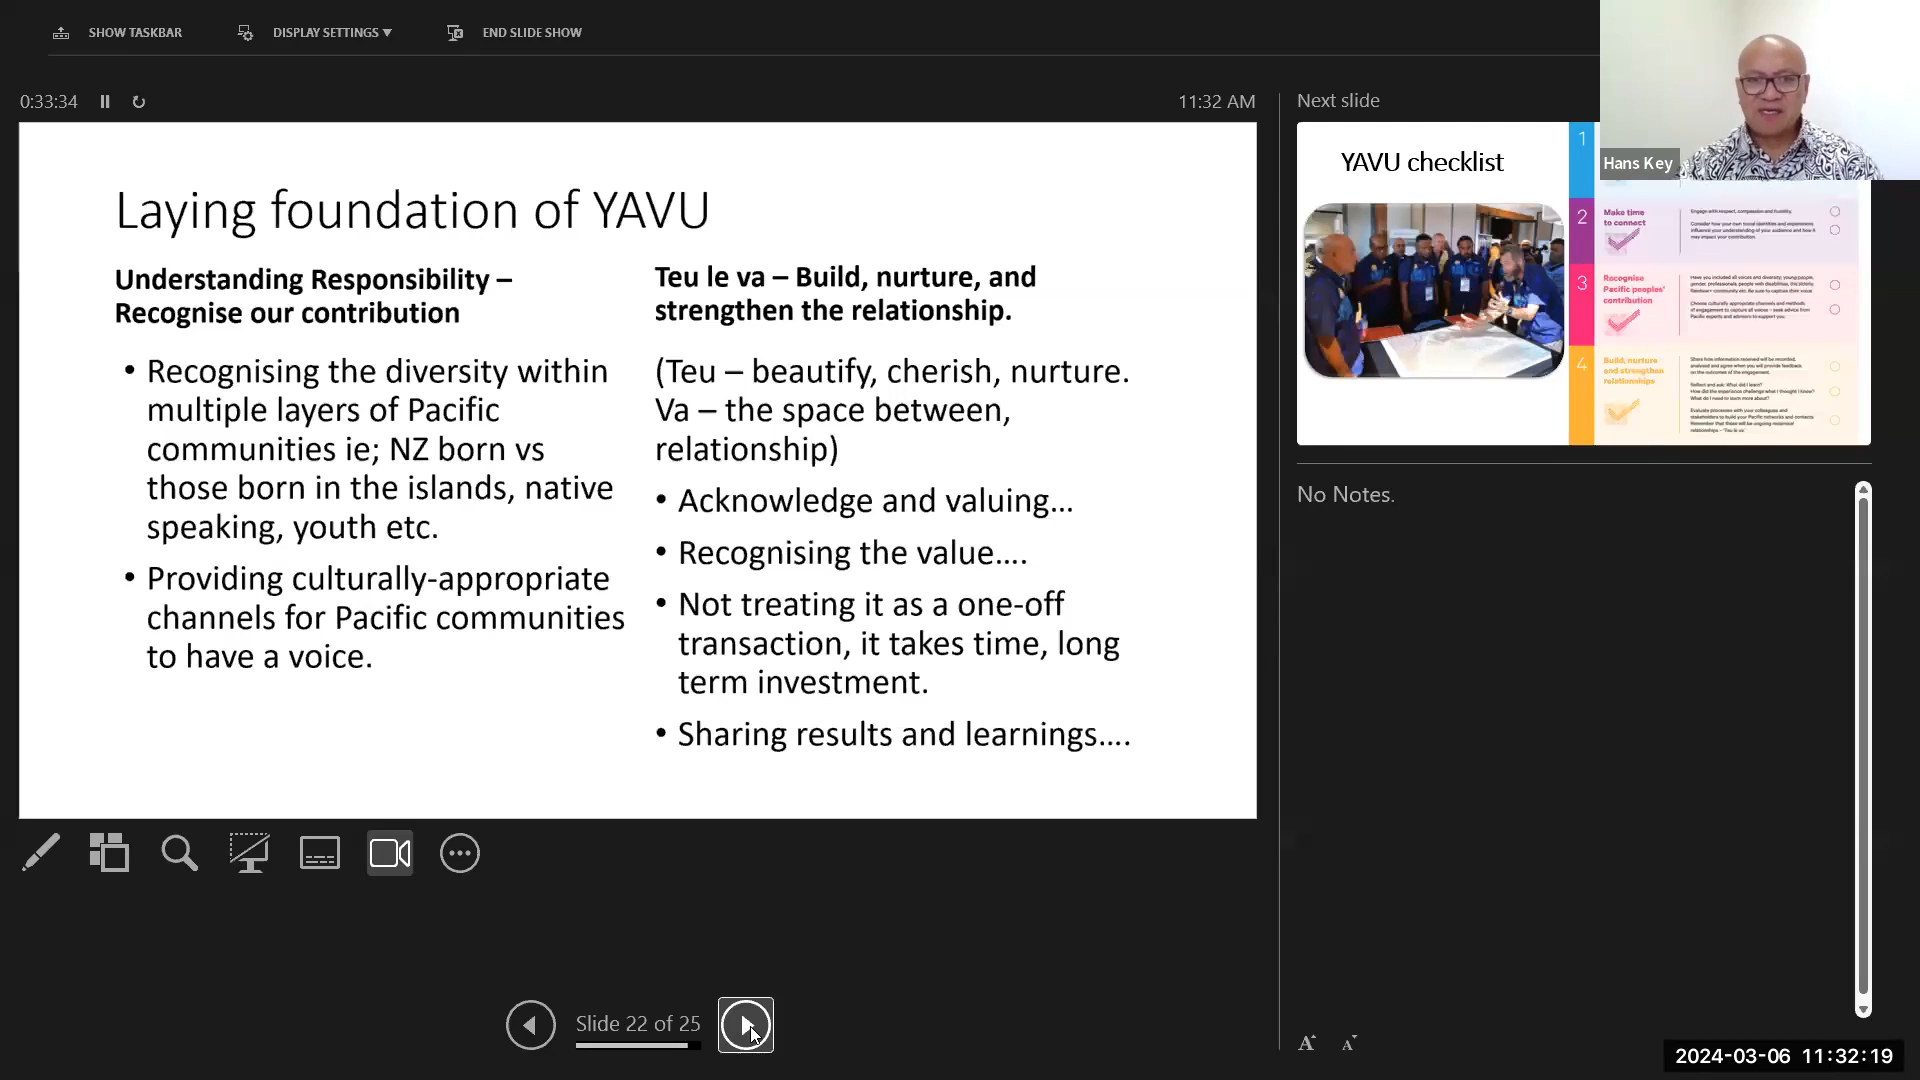 SHOW TASKBAR
DISPLAY SETTINGS ▼
END SLIDE SHOW
0:33:34
11:32 AM
Laying foundation of YAVU
Understanding Responsibility –
Recognise our contribution
• Recognising the diversity within
multiple layers of Pacific
communities ie; NZ born vs
those born in the islands, native
speaking, youth etc.
• Providing culturally-appropriate
channels for Pacific communities
to have a voice.
Teu le va – Build, nurture, and
strengthen the relationship.
(Teu – beautify, cherish, nurture.
Va – the space between,
relationship)
• Acknowledge and valuing...
• Recognising the value....
• Not treating it as a one-off
transaction, it takes time, long
term investment.
• Sharing results and learnings....
Slide 22 of 25
Next slide
Hans Key
YAVU checklist
1
2
Make time
to connect
Engage with respect, compassion and humility.
3
Recognise
Pacific peoples'
contribution
4
Build, nurture
and strengthen
relationships
No Notes.
A
A
2024-03-06 11:32:19